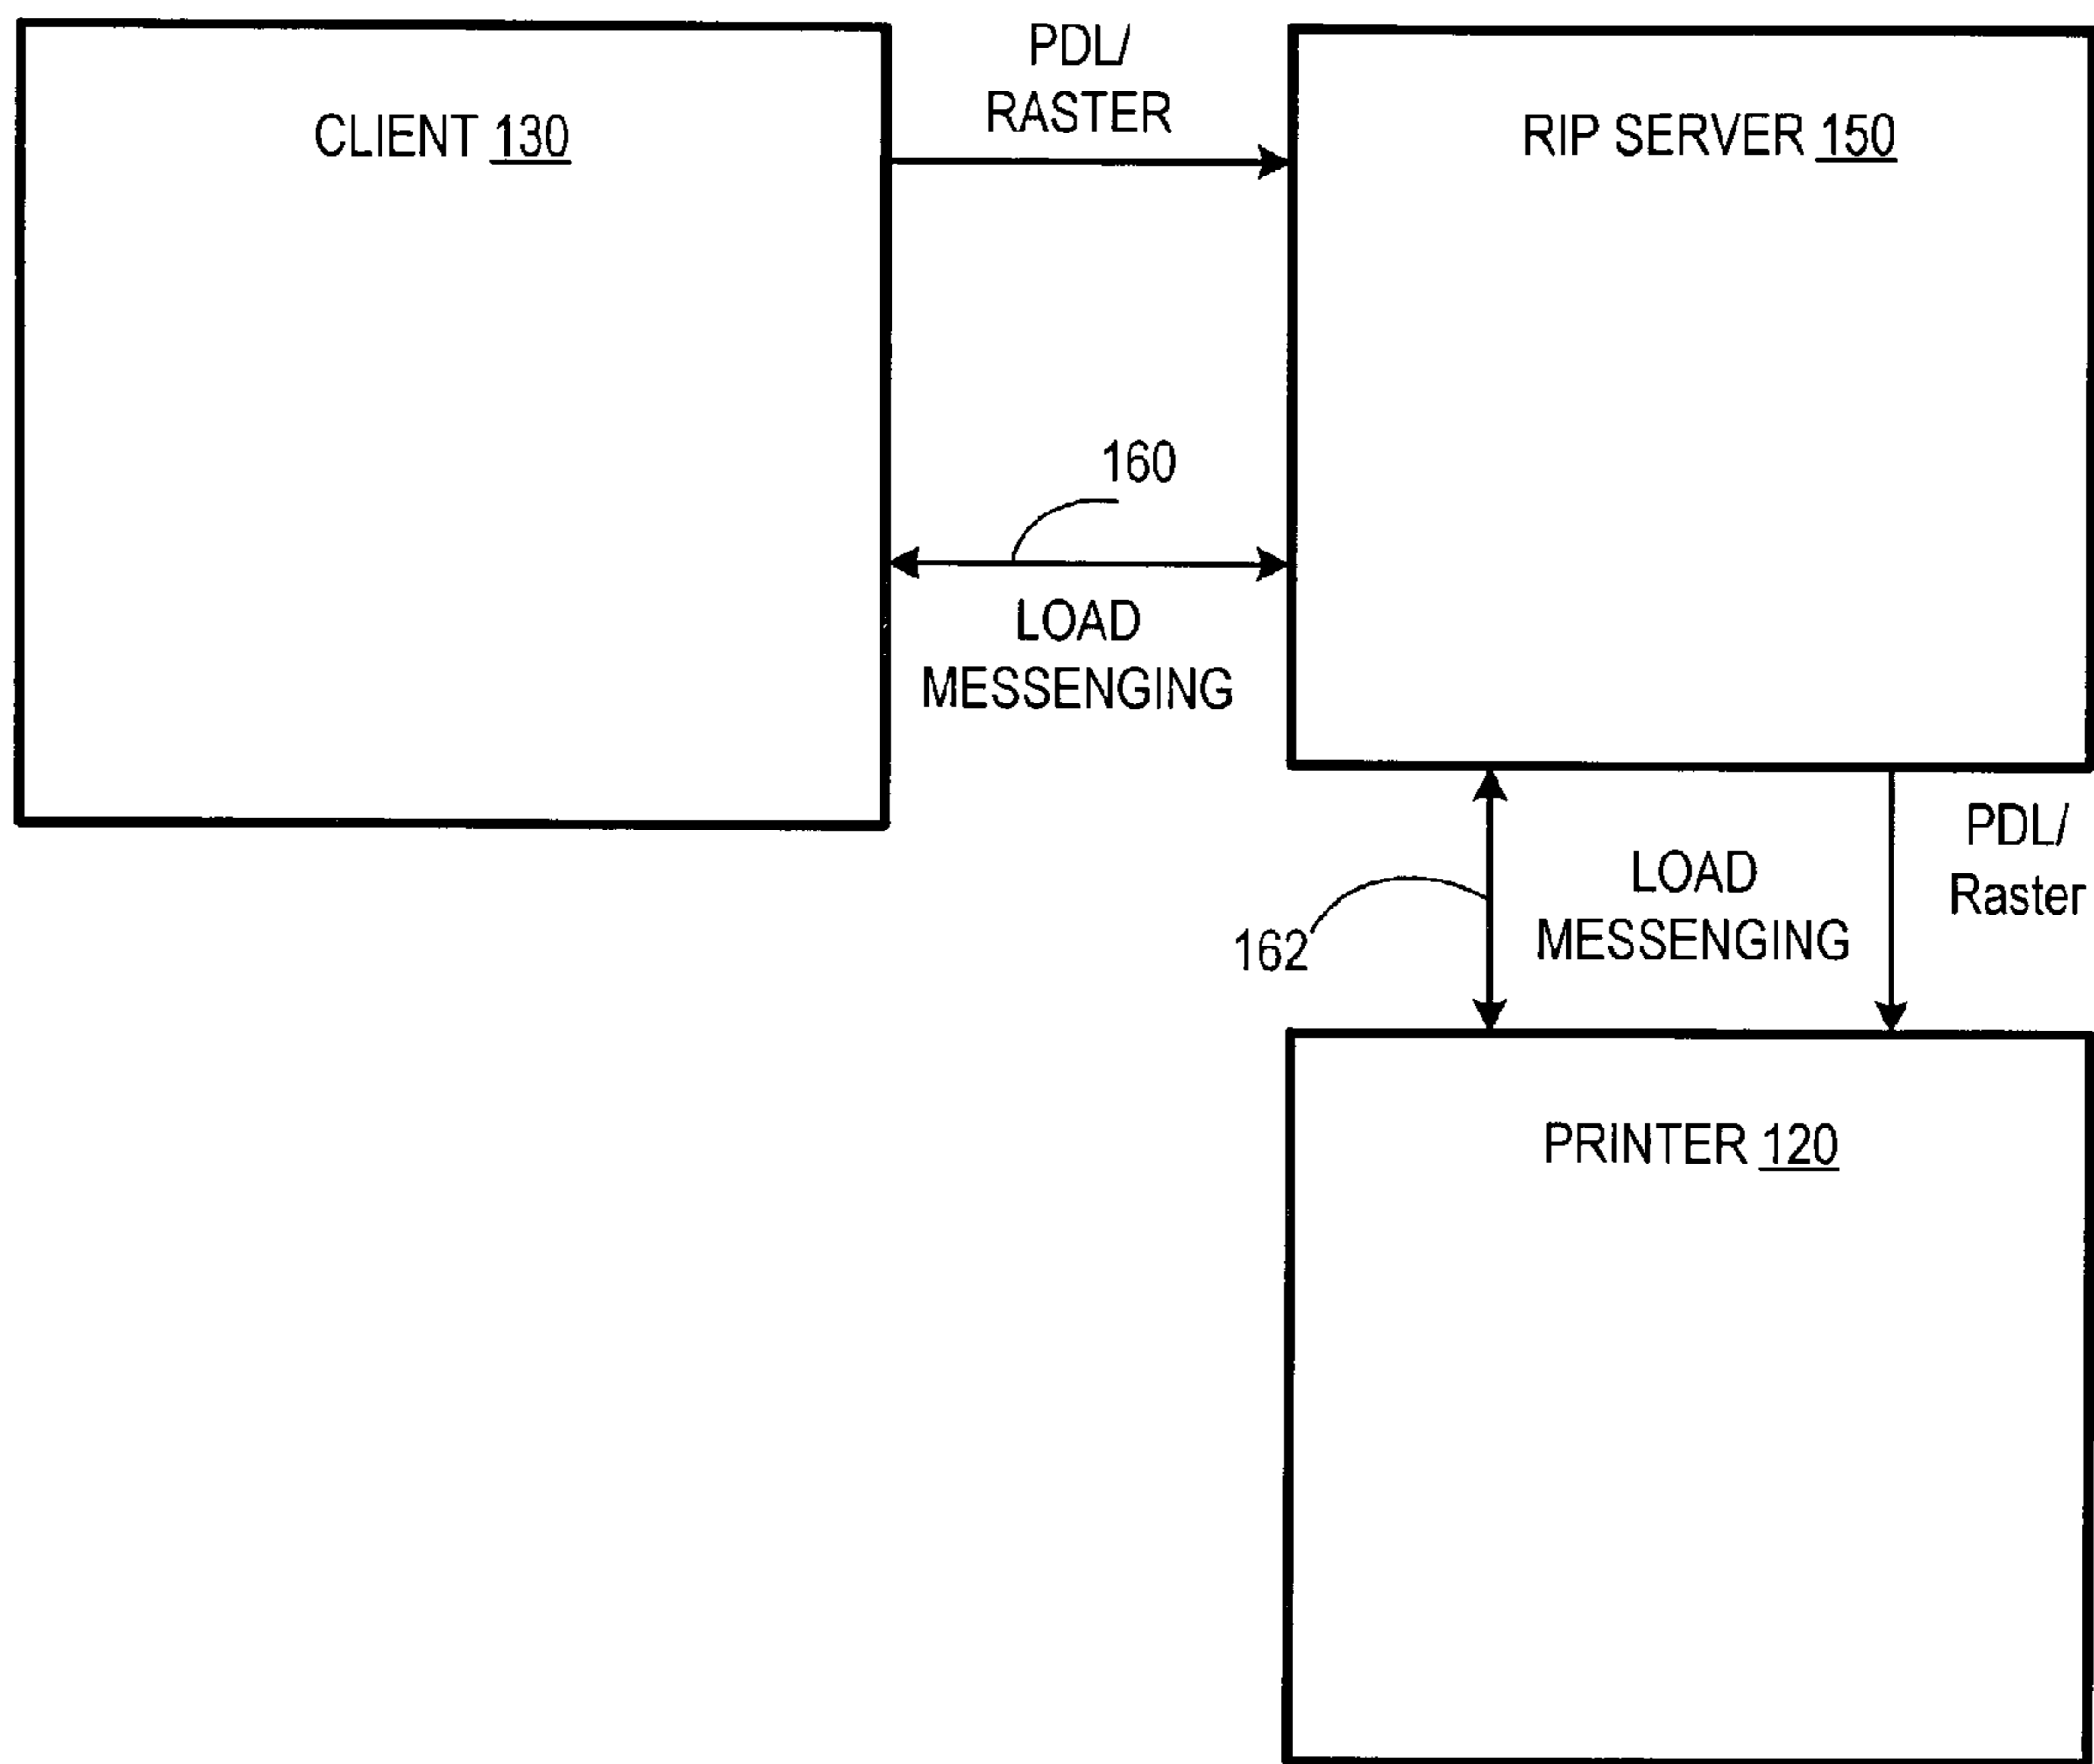 CLIENT 130
PDL/
RASTER
RIP SERVER 150
160
LOAD
MESSENGING
162
LOAD
MESSENGING
PDL/
Raster
PRINTER 120